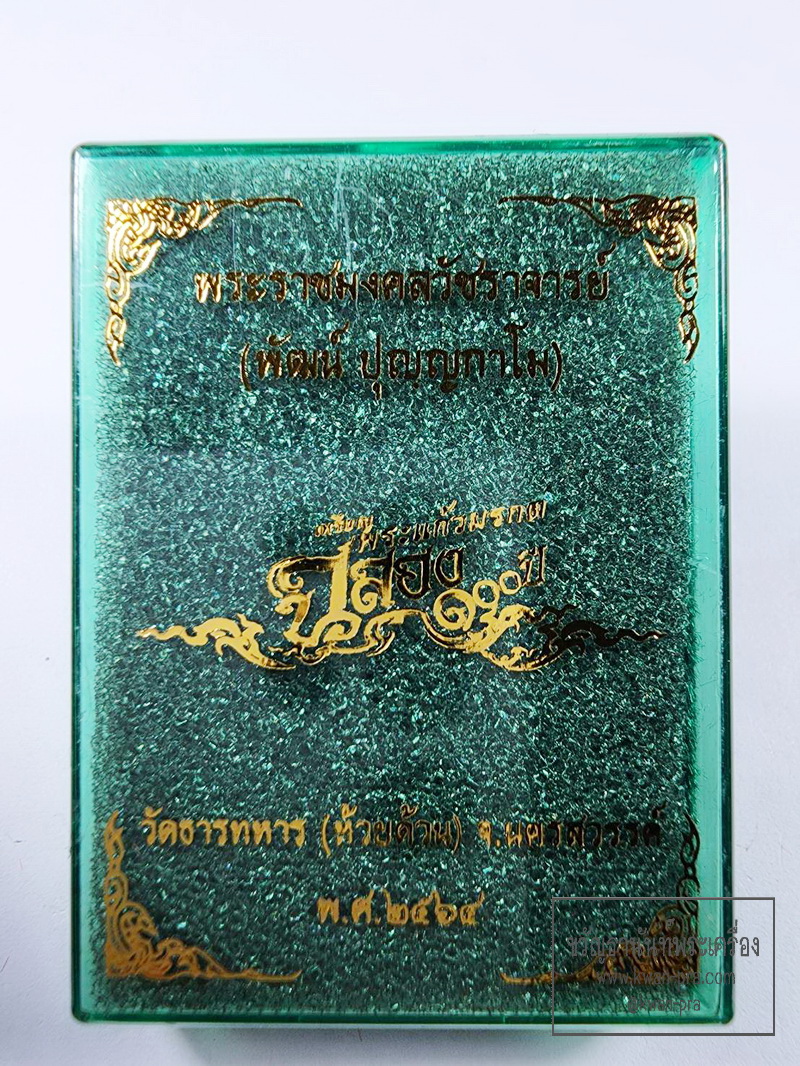 พระราชมงคลวัชราจารย์
(พัฒน์ ปุญญกาโม)
เหรียญพระแก้วมรกต
ฉลอง ๑๐๐ ปี
วัดธารทหาร (ห้วยด้วน) จ.นครสวรรค์
พ.ศ.๒๕๖๔